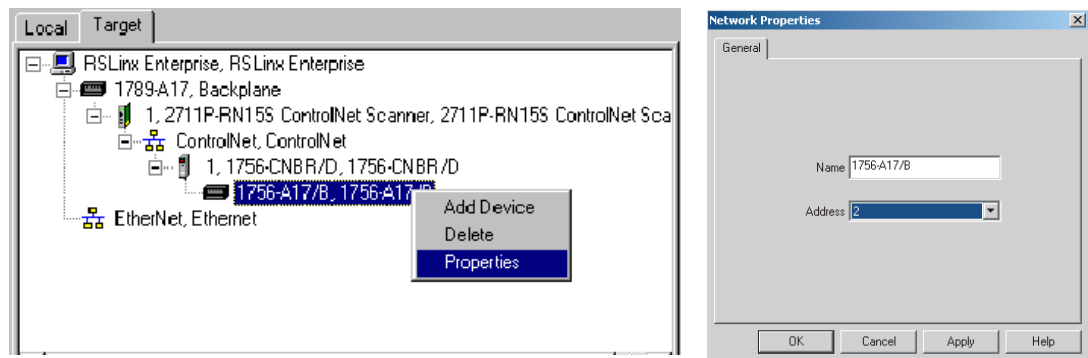 Local Target
RSLinx Enterprise, RSLinx Enterprise
1789-A17, Backplane
1, 2711P-RN15S ControlNet Scanner, 2711P-RN15S ControlNet Sca
ControlNet, ControlNet
1, 1756-CNBR/D, 1756-CNBR/D
1756-A17/B, 1756-A17/B
EtherNet, Ethernet
Add Device
Delete
Properties
Network Properties
General
Name 1756-A17/B
Address 2
OK Cancel Apply Help